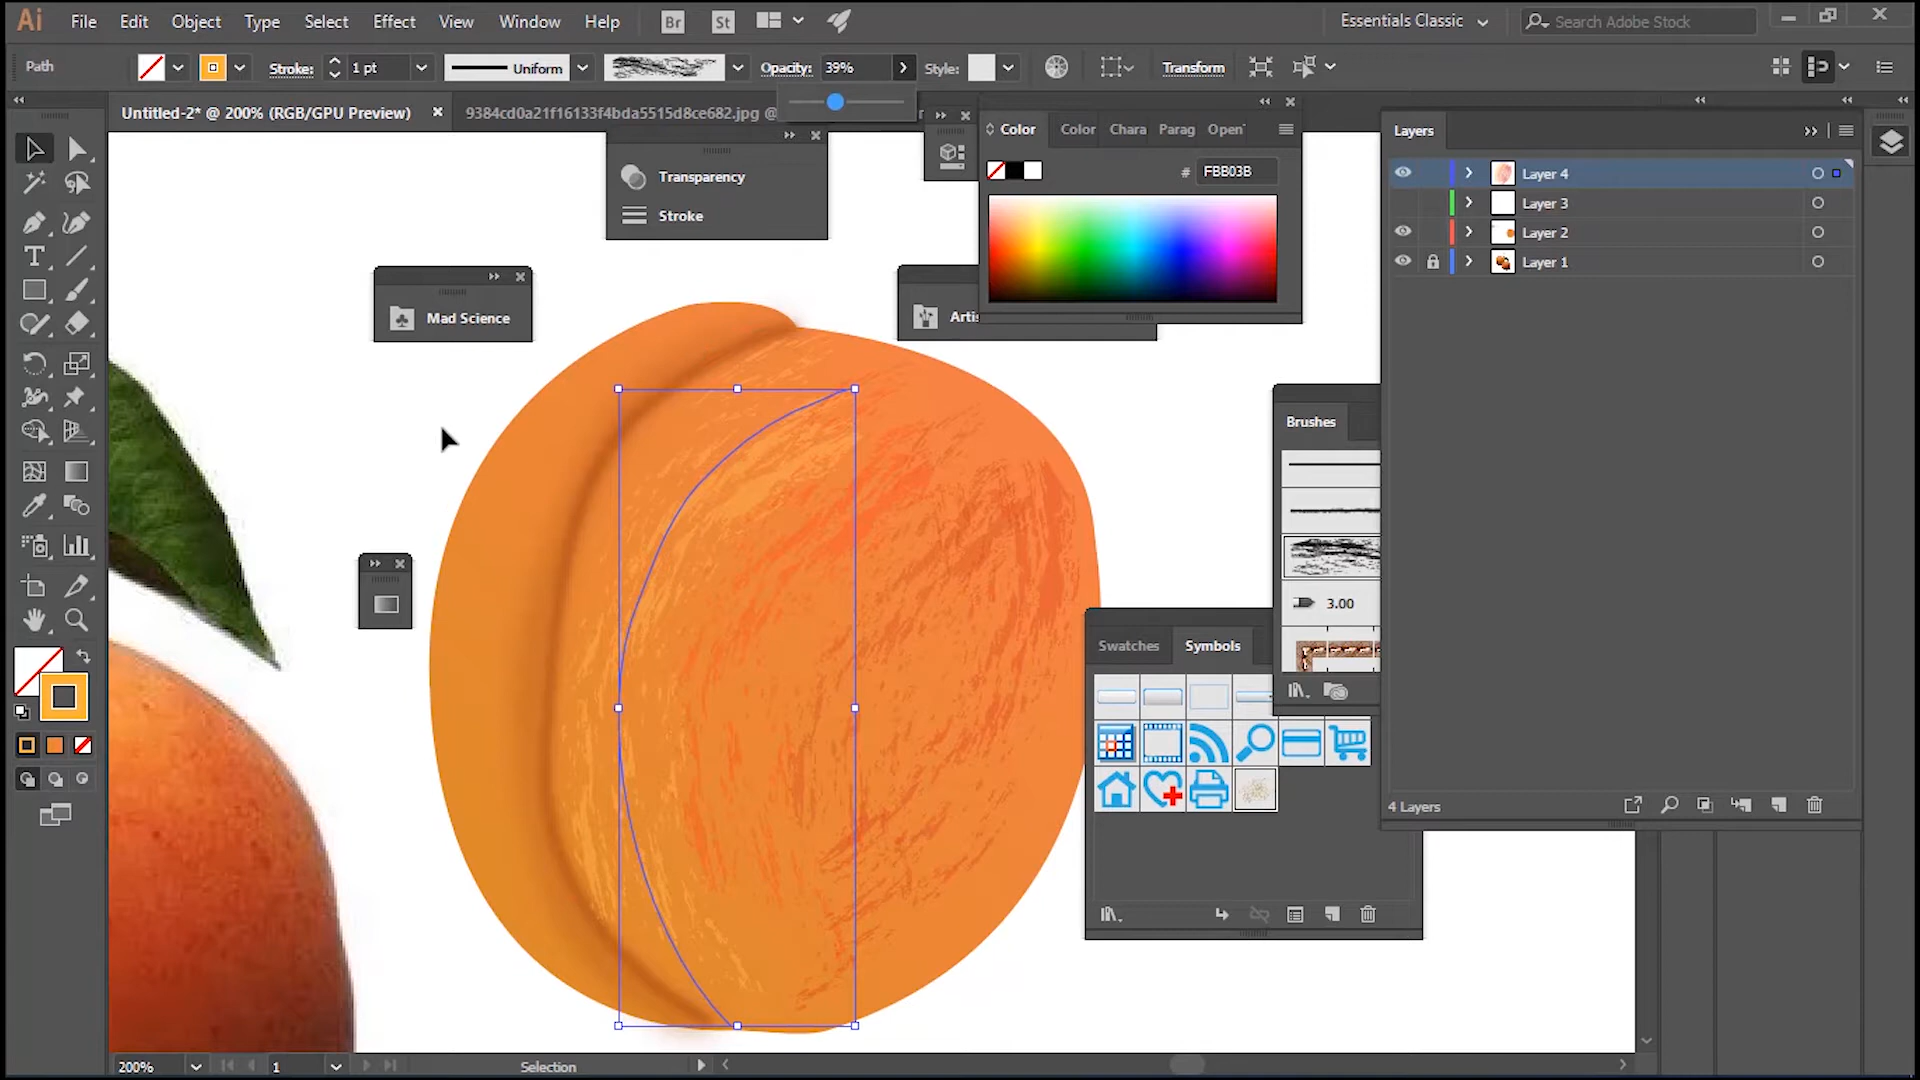 Ai File Edit Object Type Select Effect View Window Help Br St Essentials Classic Search Adobe Stock
Path Stroke: 1 pt Uniform Opacity: 39% Style: Transform
Untitled-2* @ 200% (RGB/GPU Preview) 9384cd0a21f16133f4bda5515d8ce682.jpg @
Color Color Chara Parag Open
Layers
# FBB03B
Transparency
Stroke
Layer 4
Layer 3
Layer 2
Layer 1
Mad Science
Artis
Brushes
3.00
Swatches Symbols
4 Layers
200% 1 Selection